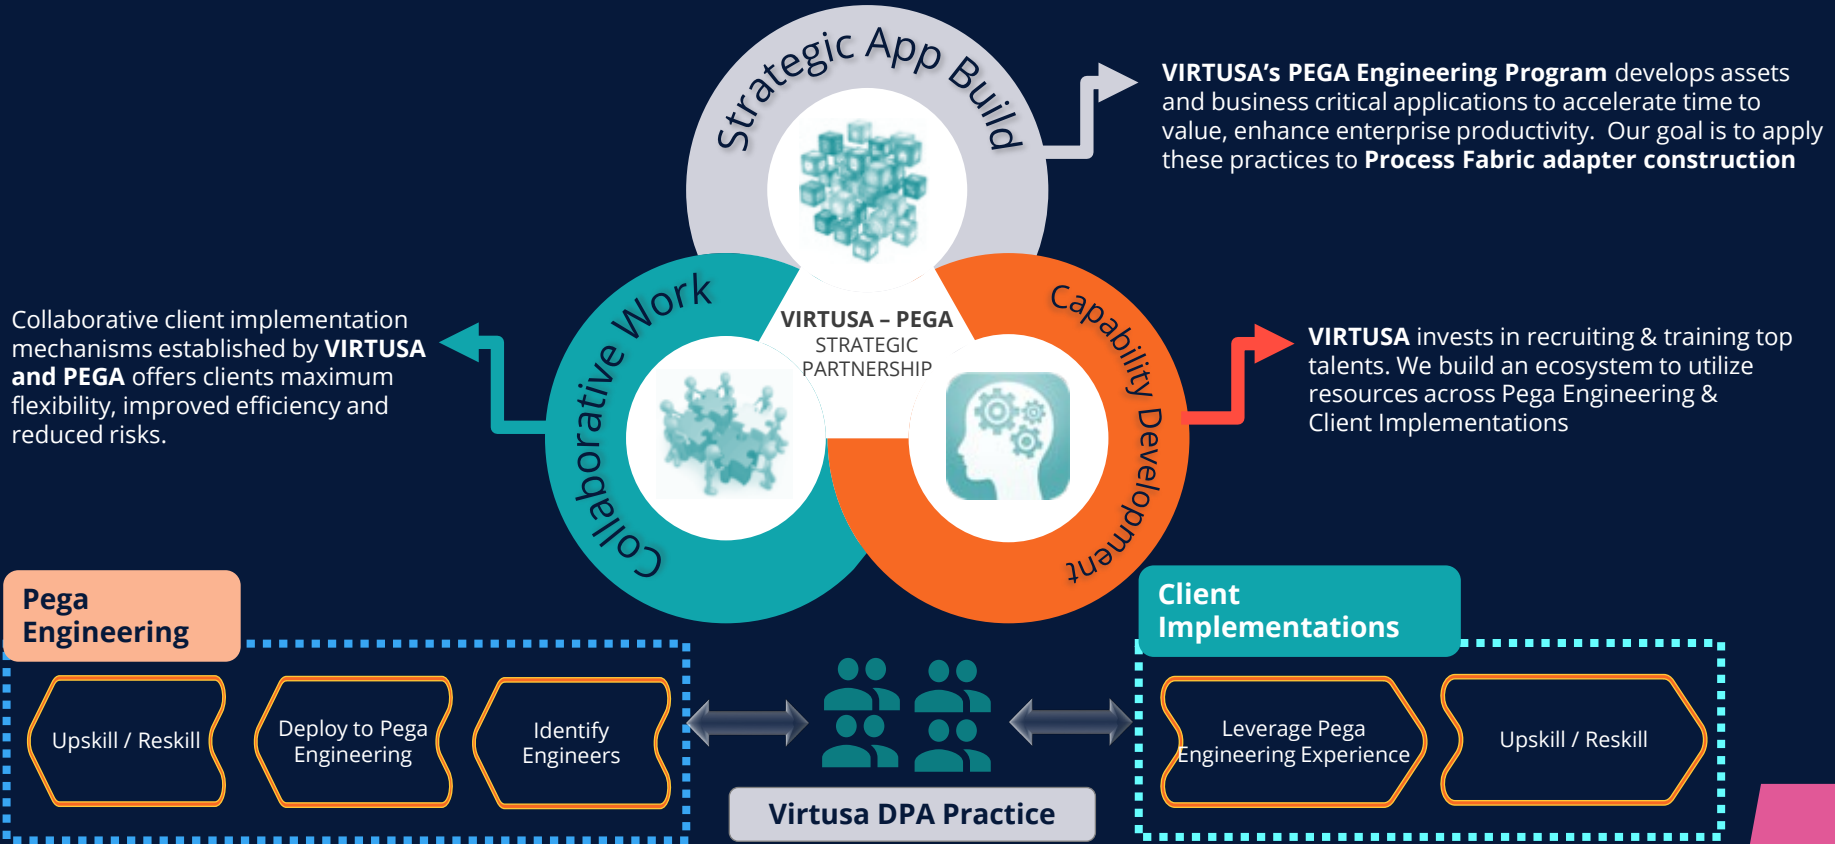 Strategic App Build
VIRTUSA's PEGA Engineering Program develops assets
and business critical applications to accelerate time to
value, enhance enterprise productivity.  Our goal is to apply
these practices to Process Fabric adapter construction
Collaborative Work
Collaborative client implementation
mechanisms established by VIRTUSA
and PEGA offers clients maximum
flexibility, improved efficiency and
reduced risks.
VIRTUSA – PEGA
STRATEGIC
PARTNERSHIP
Capability Development
VIRTUSA invests in recruiting & training top
talents. We build an ecosystem to utilize
resources across Pega Engineering &
Client Implementations
Pega
Engineering
Upskill / Reskill
Deploy to Pega
Engineering
Identify
Engineers
Virtusa DPA Practice
Client
Implementations
Leverage Pega
Engineering Experience
Upskill / Reskill